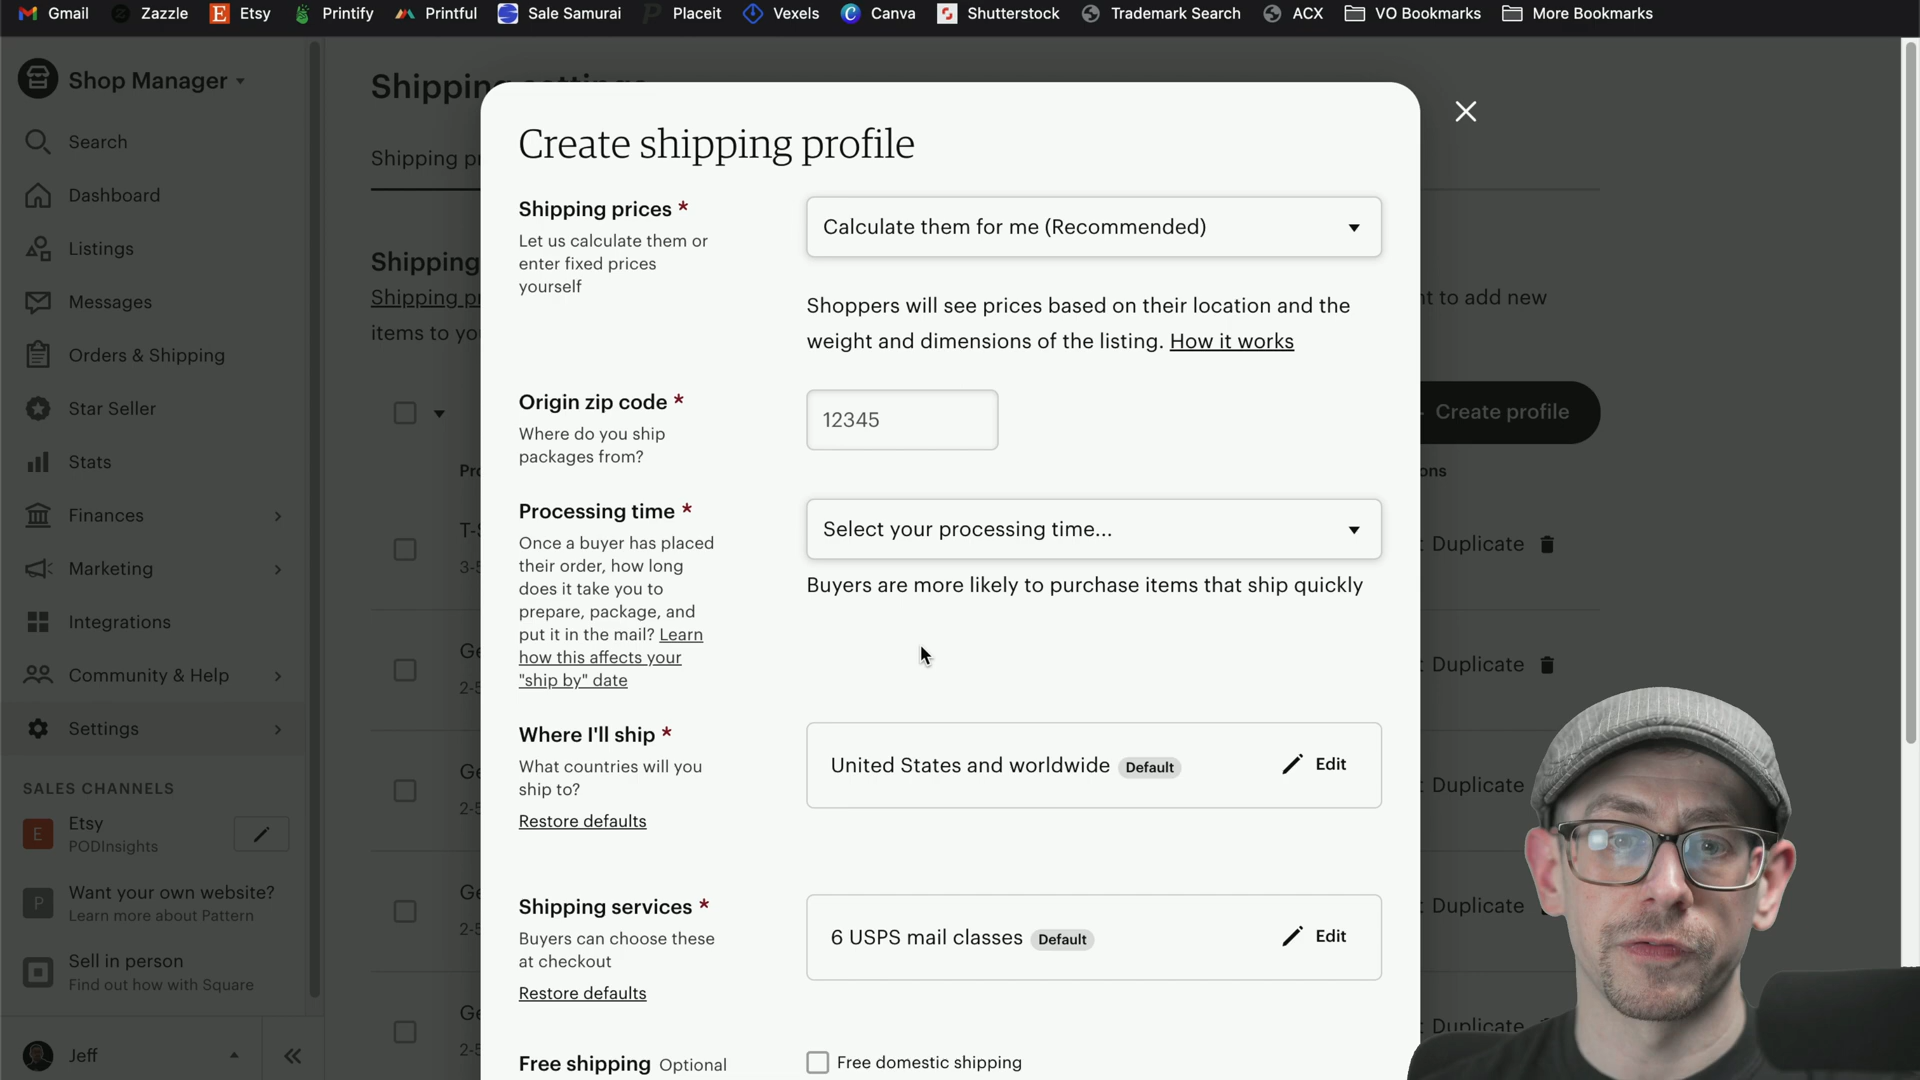 Gmail
Zazzle
Etsy
Printify
Printful
Sale Samurai
Placeit
Vexels
Canva
Shutterstock
Trademark Search
ACX
VO Bookmarks
More Bookmarks
Shop Manager
Search
Dashboard
Listings
Messages
Orders & Shipping
Star Seller
Stats
Finances
Marketing
Integrations
Community & Help
Settings
SALES CHANNELS
E
Etsy
PODInsights
P
Want your own website?
Learn more about Pattern
Sell in person
Find out how with Square
Jeff
Shipping settings
Shipping
Shipping
items to
to add new
Create profile
Duplicate
Duplicate
Duplicate
Duplicate
Duplicate
Create shipping profile
Shipping prices *
Let us calculate them or
enter fixed prices
yourself
Calculate them for me (Recommended)
Shoppers will see prices based on their location and the
weight and dimensions of the listing. How it works
Origin zip code *
Where do you ship
packages from?
12345
Processing time *
Once a buyer has placed
their order, how long
does it take you to
prepare, package, and
put it in the mail? Learn
how this affects your
"ship by" date
Select your processing time...
Buyers are more likely to purchase items that ship quickly
Where I'll ship *
What countries will you
ship to?
Restore defaults
United States and worldwide Default
Edit
Shipping services *
Buyers can choose these
at checkout
Restore defaults
6 USPS mail classes Default
Edit
Free shipping Optional
Free domestic shipping